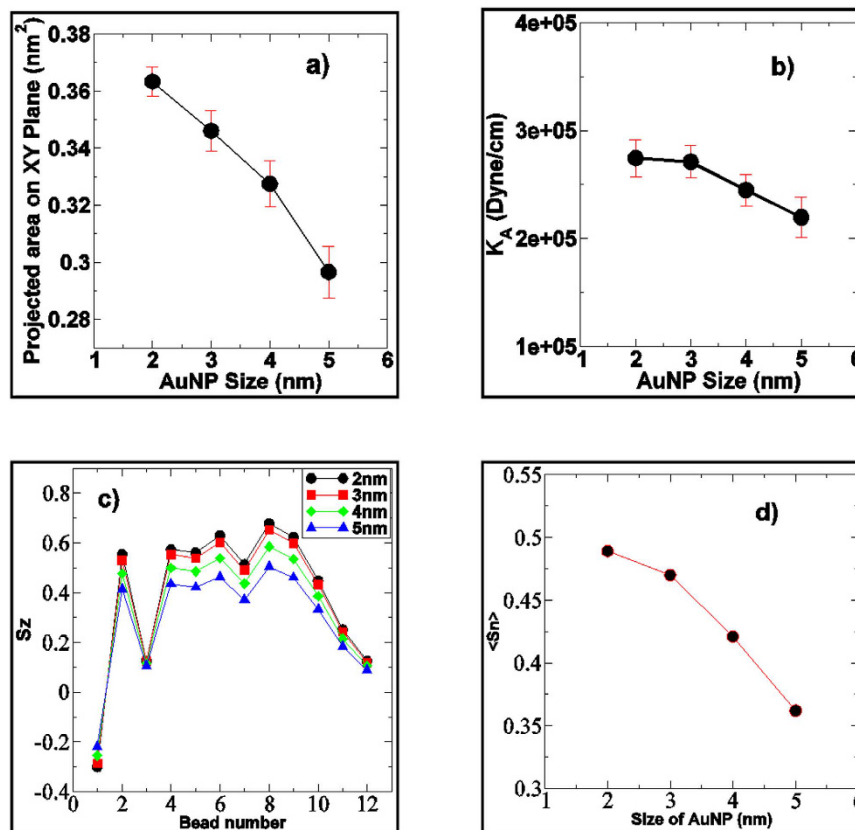 a)
Projected area on XY Plane (nm²)
0.38
0.36
0.34
0.32
0.3
0.28
1 2 3 4 5 6
AuNP Size (nm)
b)
K_A (Dyne/cm)
4e+05
3e+05
2e+05
1e+05
1 2 3 4 5 6
AuNP Size (nm)
c)
2nm
3nm
4nm
5nm
Sz
0.8
0.6
0.4
0.2
0
-0.2
-0.4
0 2 4 6 8 10 12
Bead number
d)
<Sn>
0.55
0.5
0.45
0.4
0.35
0.3
1 2 3 4 5 6
Size of AuNP (nm)